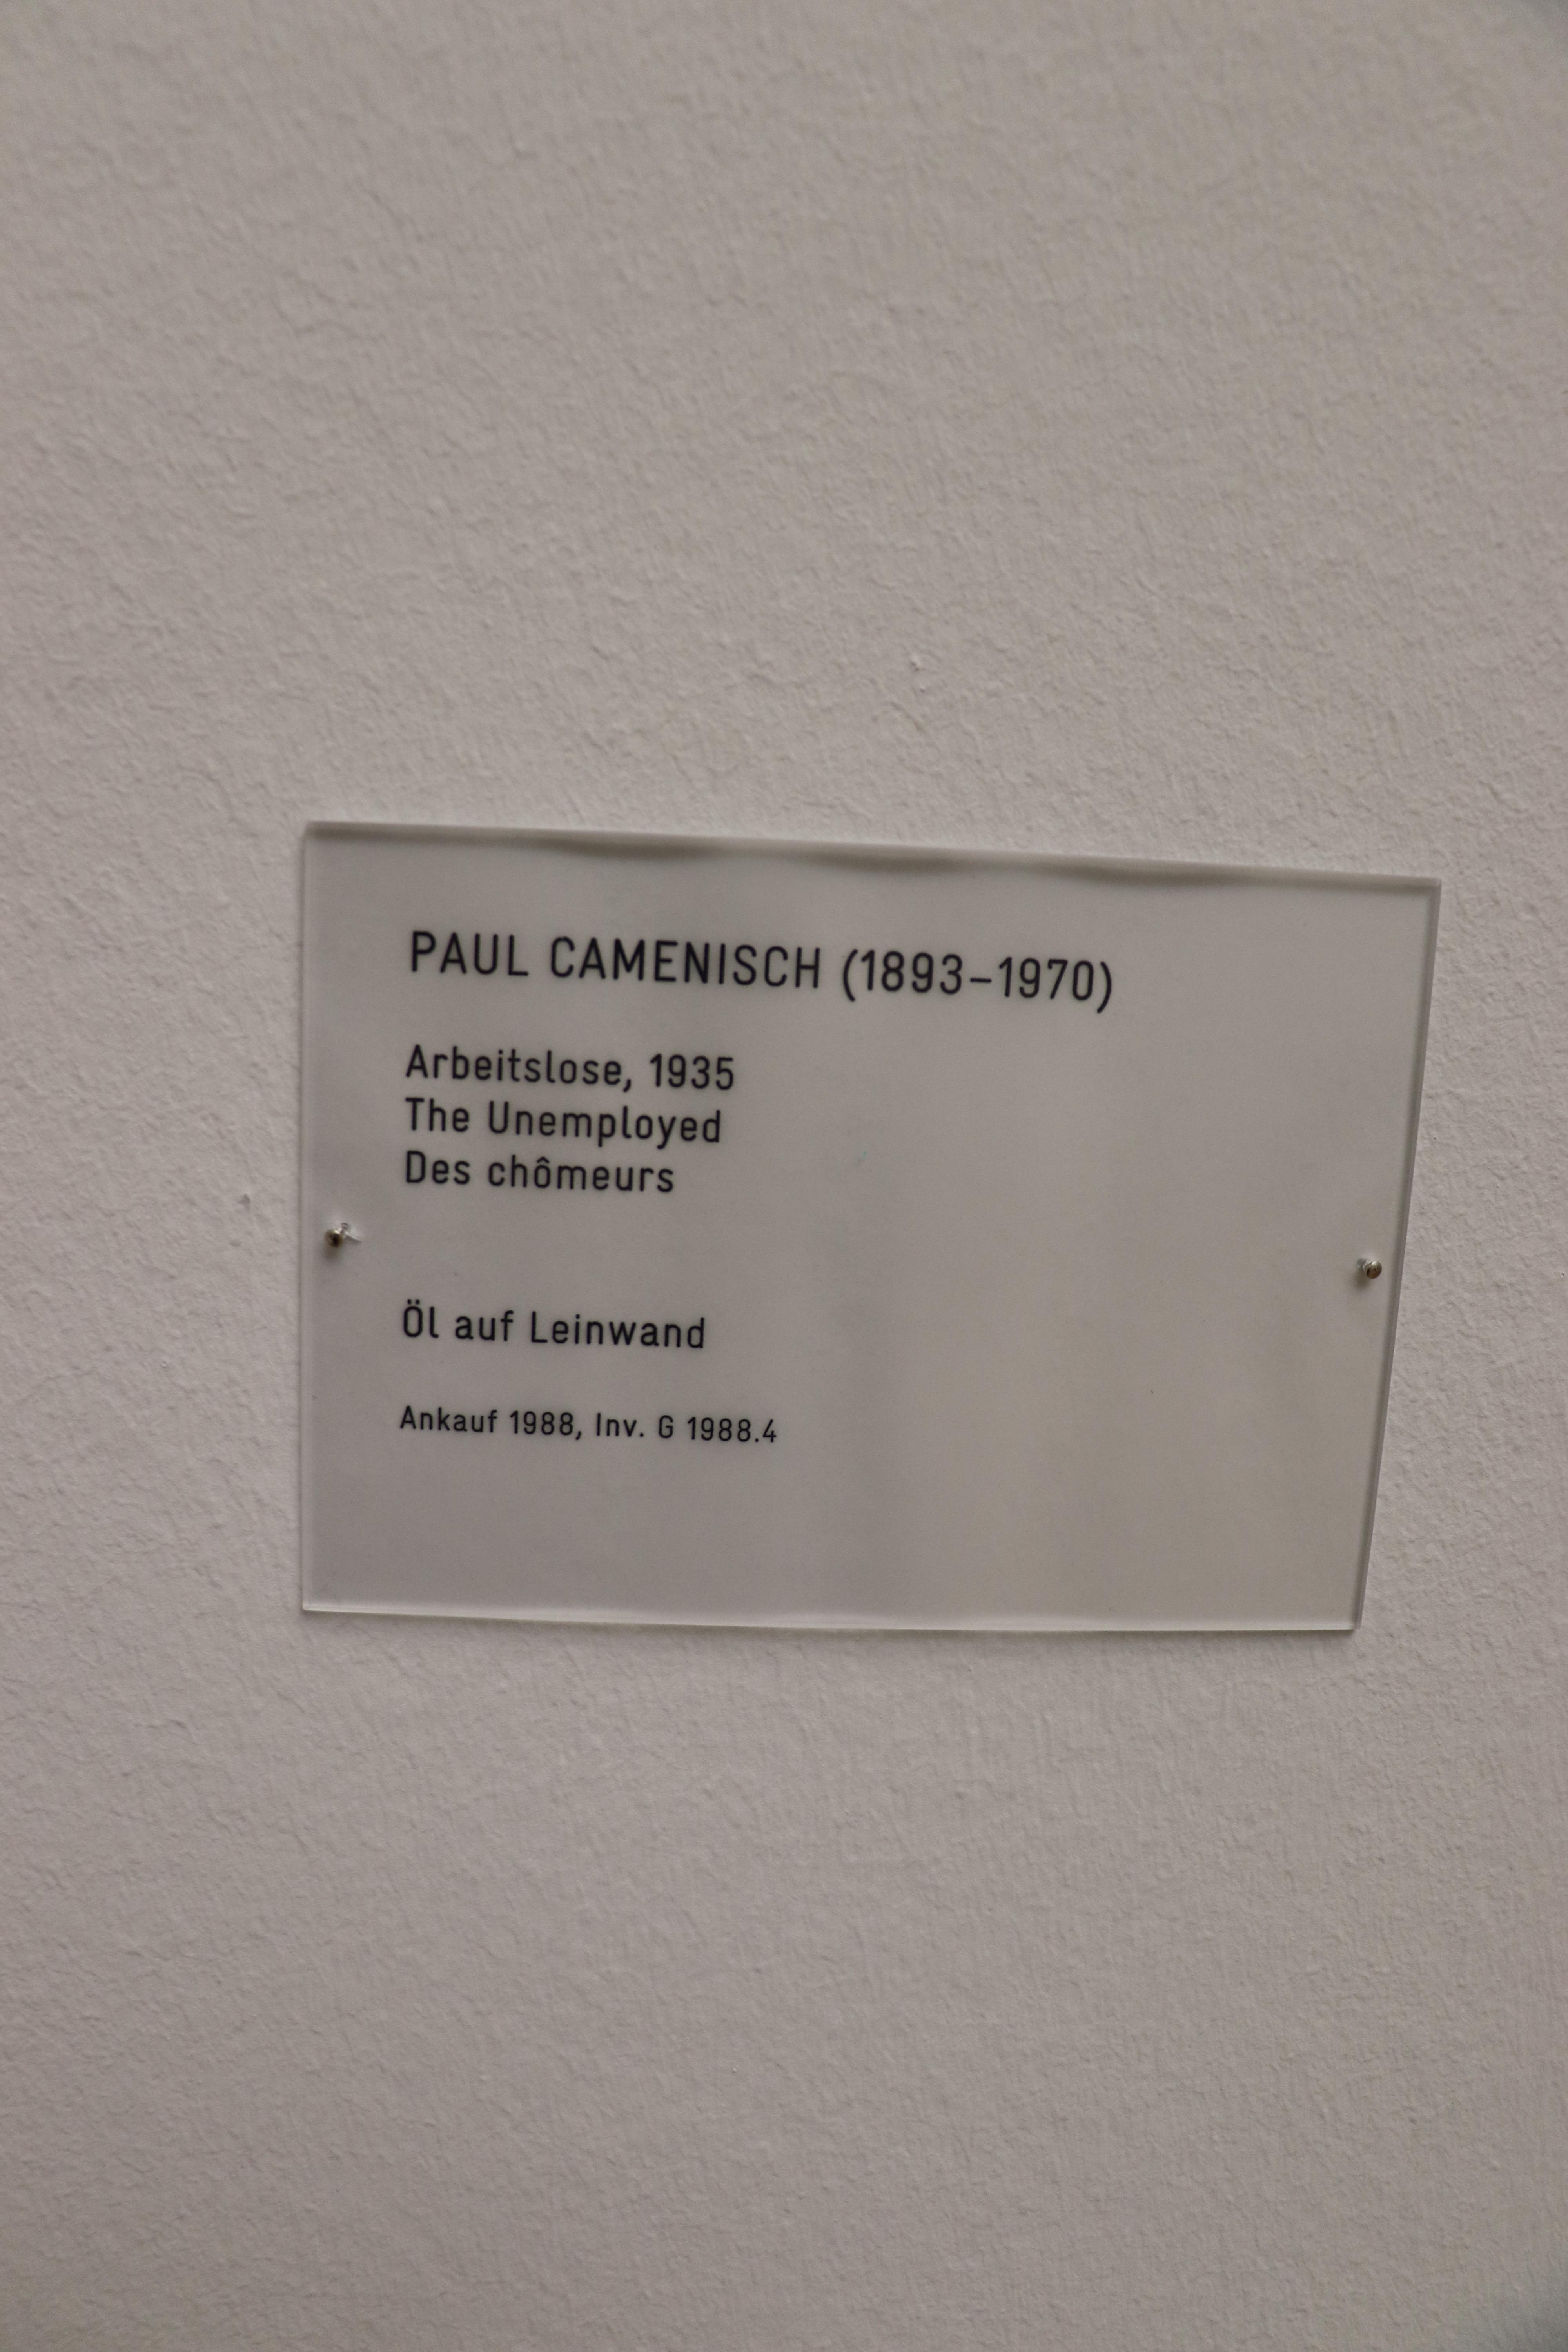 PAUL CAMENISCH (1893–1970)
Arbeitslose, 1935
The Unemployed
Des chômeurs
Öl auf Leinwand
Ankauf 1988, Inv. G 1988.4